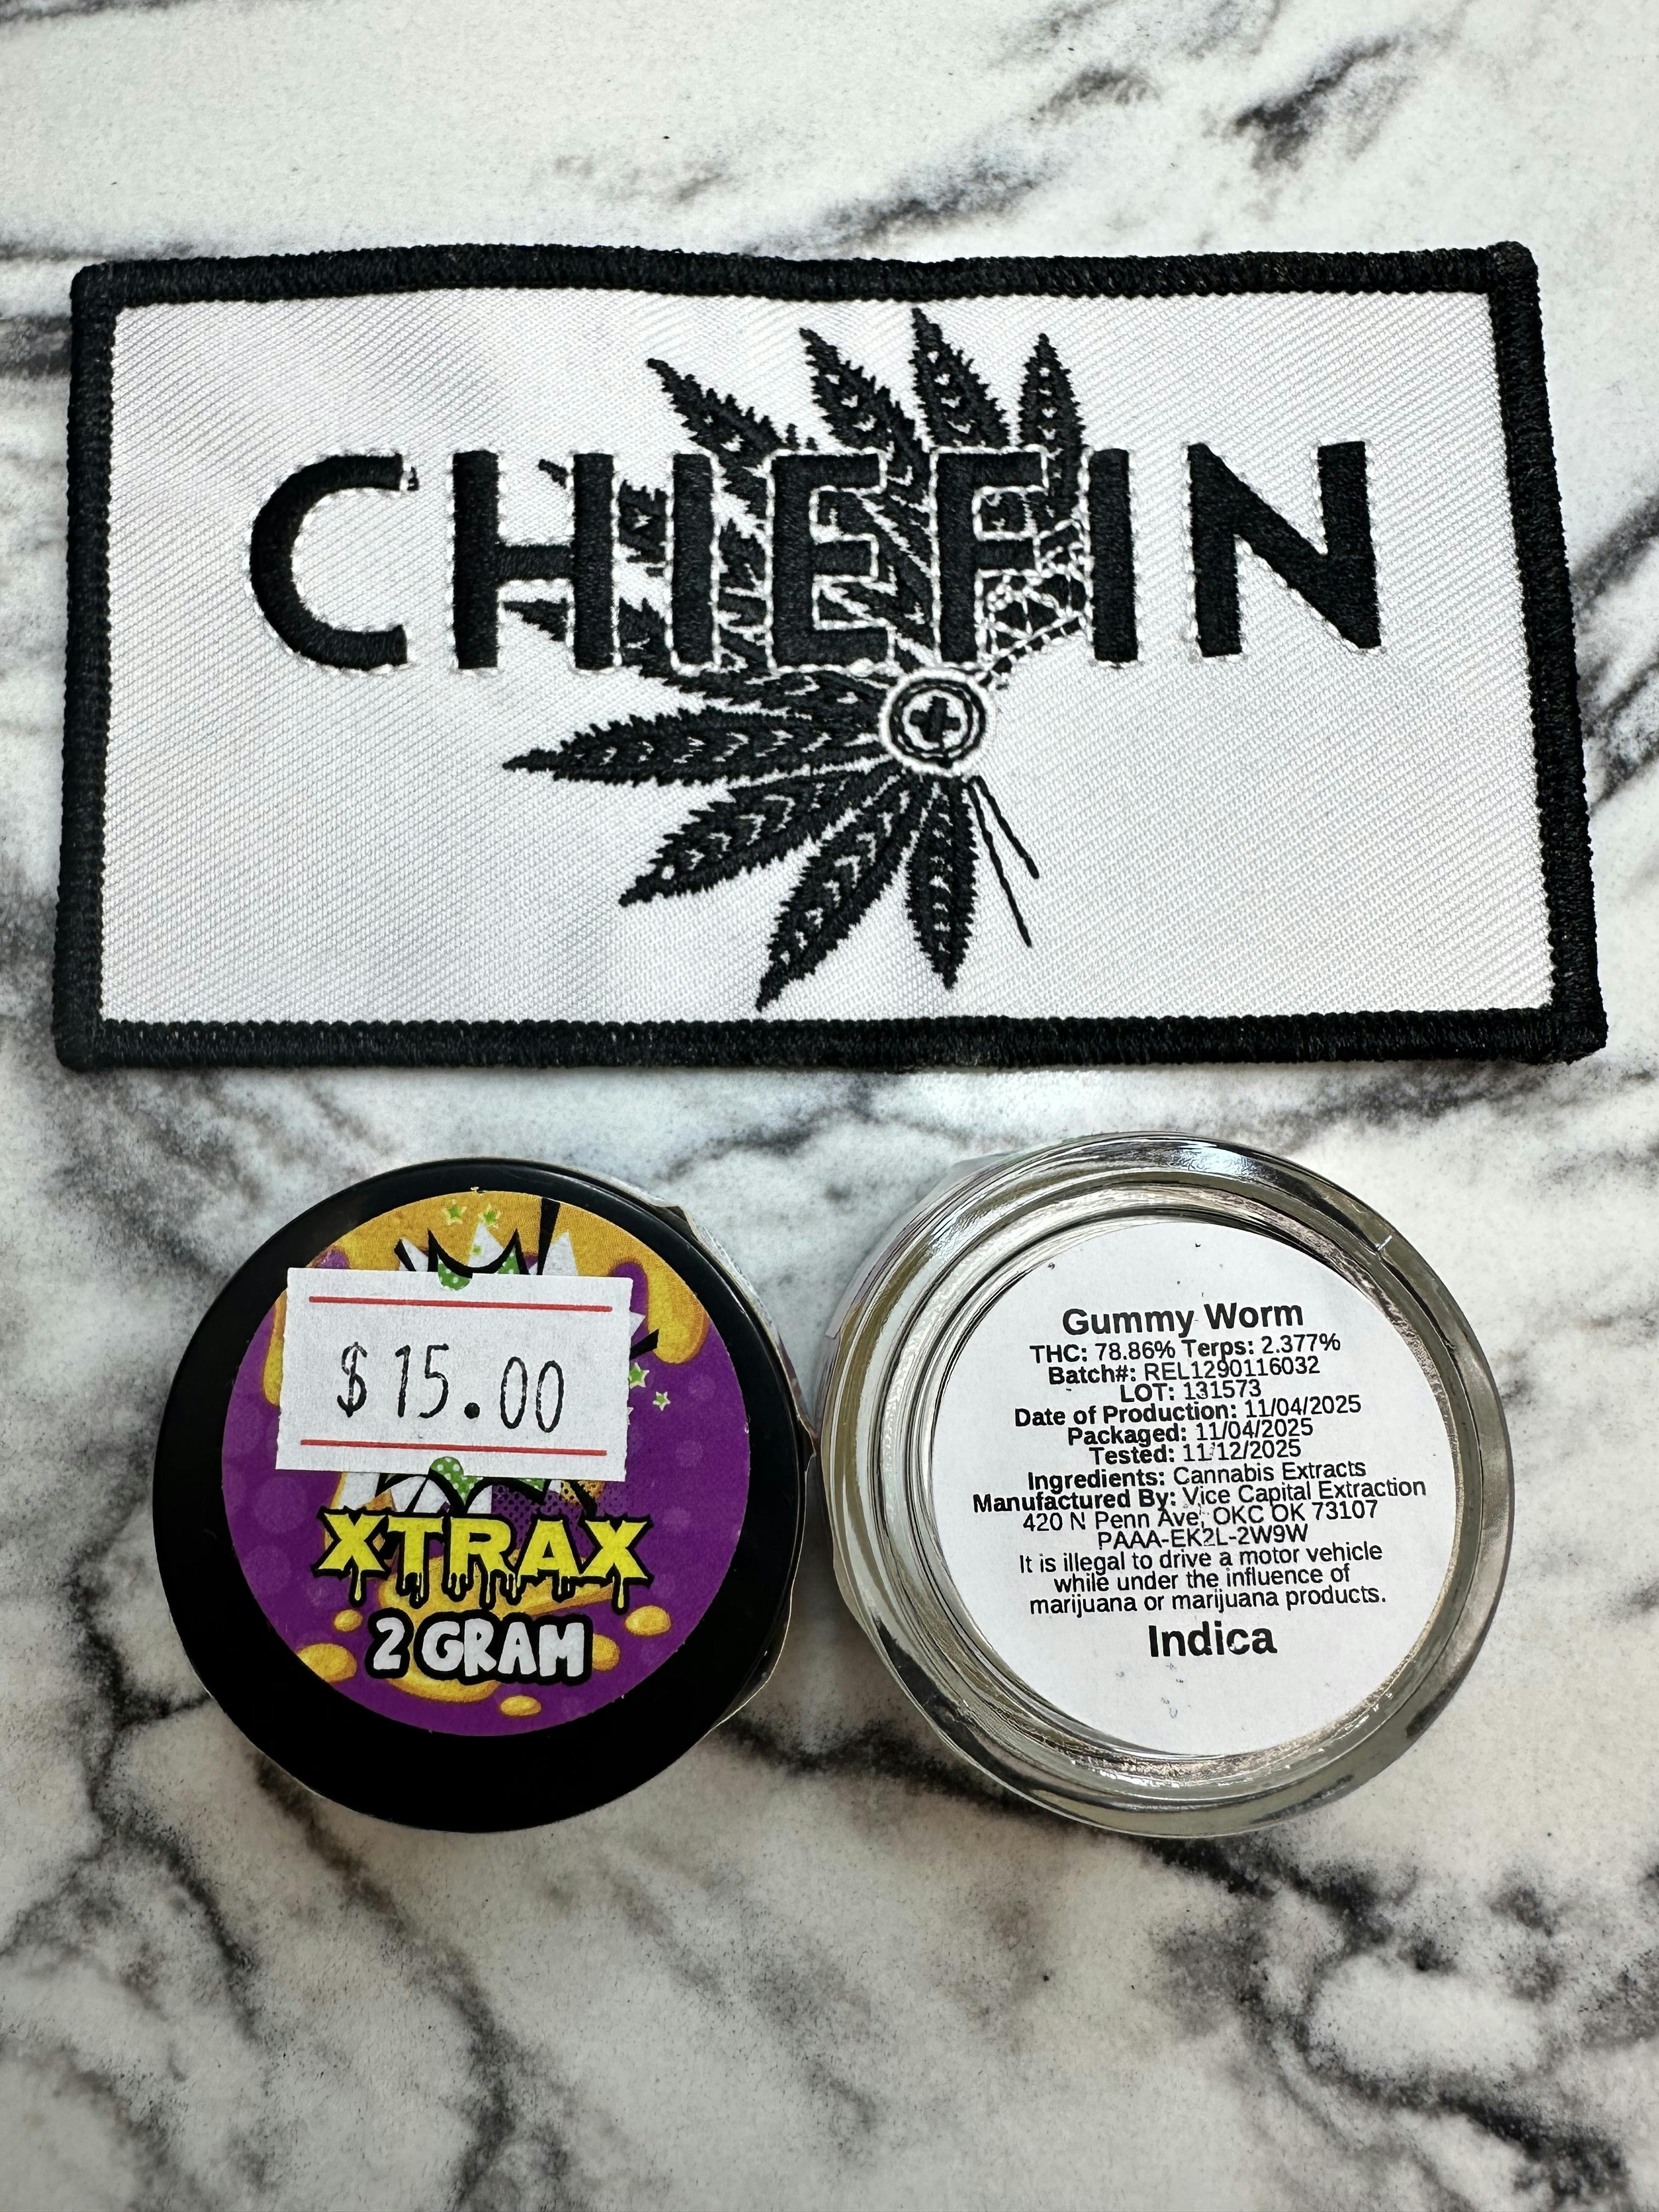 CHIEFIN
$15.00
XTRAX
2 GRAM
Gummy Worm
THC: 78.86% Terps: 2.377%
Batch#: REL1290116032
LOT: 131573
Date of Production: 11/04/2025
Packaged: 11/04/2025
Tested: 11/12/2025
Ingredients: Cannabis Extracts
Manufactured By: Vice Capital Extraction
420 N Penn Ave, OKC OK 73107
PAAA-EK2L-2W9W
It is illegal to drive a motor vehicle
while under the influence of
marijuana or marijuana products.
Indica